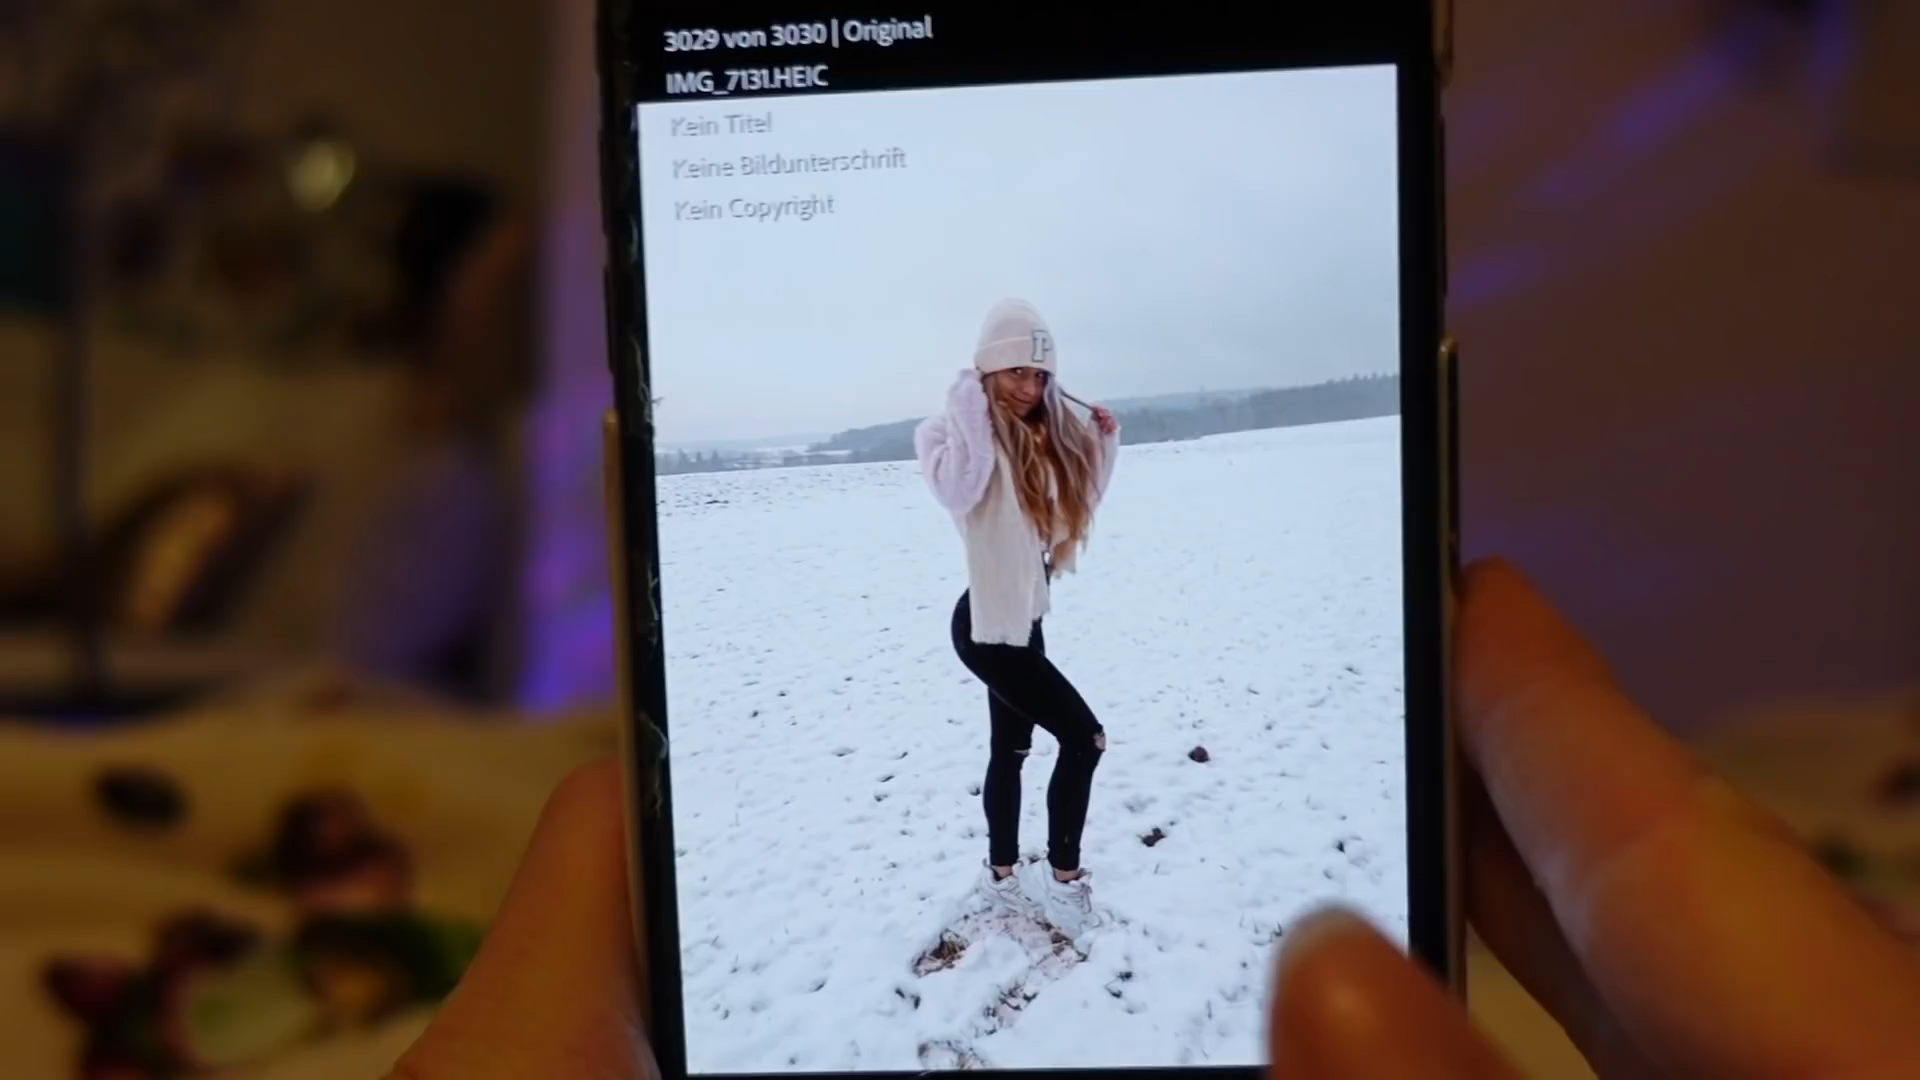 3029 von 3030 | Original
IMG_7131.HEIC
Kein Titel
Keine Bildunterschrift
Kein Copyright
P